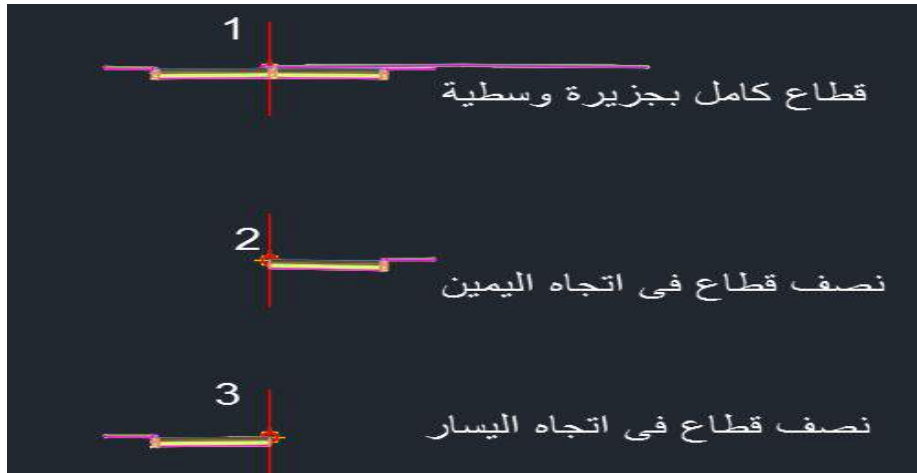 1
قطاع كامل بجزيرة وسطية
2
نصف قطاع فى اتجاه اليمين
3
نصف قطاع فى اتجاه اليسار